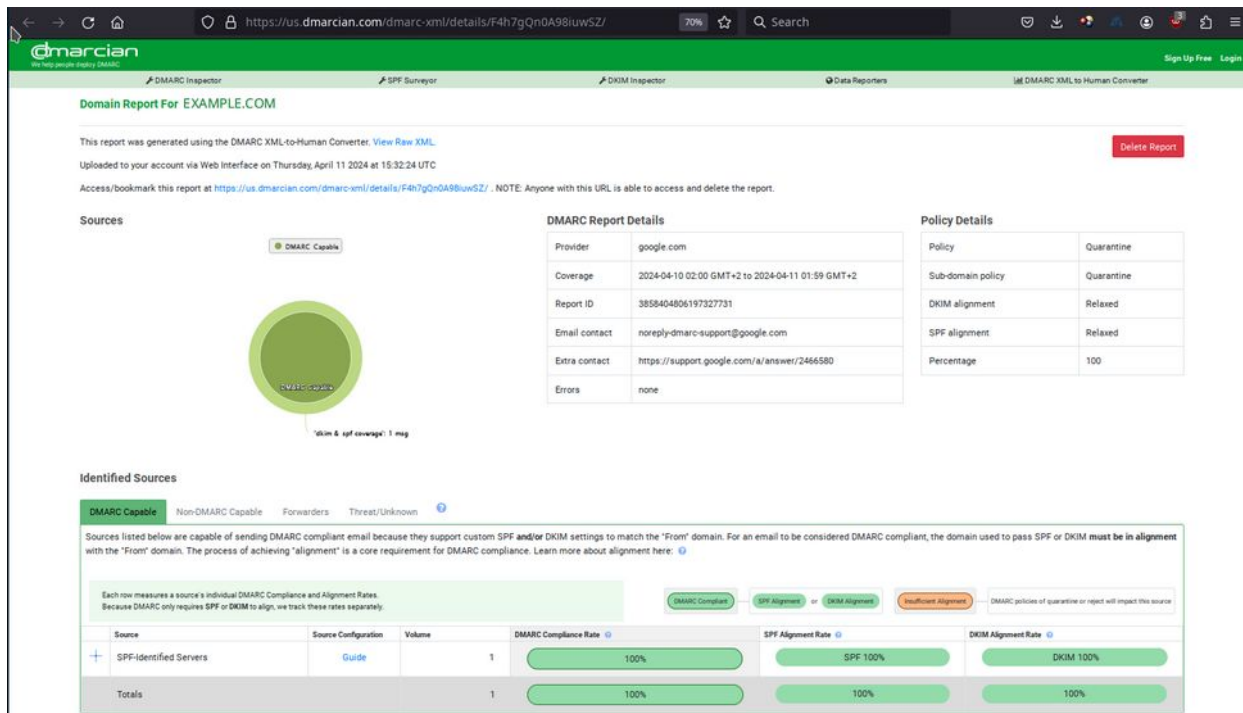 https://us.dmarcian.com/dmarc-xml/details/F4h7gQn0A98iuwSZ/
70%
Search
3
dmarcian
We help people deploy DMARC
Sign Up Free Login
DMARC Inspector SPF Surveyor DKIM Inspector Data Reporters DMARC XML to Human Converter
Domain Report For EXAMPLE.COM
This report was generated using the DMARC XML-to-Human Converter. View Raw XML.
Delete Report
Uploaded to your account via Web Interface on Thursday, April 11 2024 at 15:32:24 UTC
Access/bookmark this report at https://us.dmarcian.com/dmarc-xml/details/F4h7gQn0A98iuwSZ/ . NOTE: Anyone with this URL is able to access and delete the report.
Sources
DMARC Capable
DMARC Capable
'dkim & spf coverage': 1 msg
DMARC Report Details
Provider google.com
Coverage 2024-04-10 02:00 GMT+2 to 2024-04-11 01:59 GMT+2
Report ID 3858404806197327731
Email contact noreply-dmarc-support@google.com
Extra contact https://support.google.com/a/answer/2466580
Errors none
Policy Details
Policy Quarantine
Sub-domain policy Quarantine
DKIM alignment Relaxed
SPF alignment Relaxed
Percentage 100
Identified Sources
DMARC Capable Non-DMARC Capable Forwarders Threat/Unknown ?
Sources listed below are capable of sending DMARC compliant email because they support custom SPF and/or DKIM settings to match the "From" domain. For an email to be considered DMARC compliant, the domain used to pass SPF or DKIM must be in alignment
with the "From" domain. The process of achieving "alignment" is a core requirement for DMARC compliance. Learn more about alignment here: ?
Each row measures a source's individual DMARC Compliance and Alignment Rates.
Because DMARC only requires SPF or DKIM to align, we track these rates separately.
DMARC Compliant SPF Alignment or DKIM Alignment Insufficient Alignment DMARC policies of quarantine or reject will impact this source
Source Source Configuration Volume DMARC Compliance Rate ? SPF Alignment Rate ? DKIM Alignment Rate ?
SPF-Identified Servers Guide 1 100% SPF 100% DKIM 100%
Totals 1 100% 100% 100%